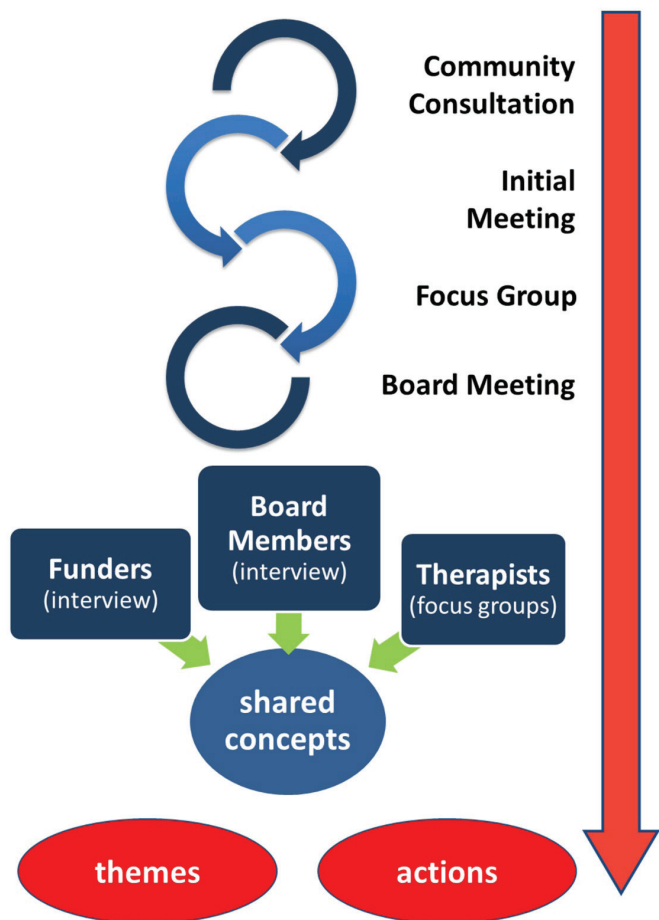 Community
Consultation
Initial
Meeting
Focus Group
Board Meeting
Board
Members
(interview)
Funders
(interview)
Therapists
(focus groups)
shared
concepts
themes
actions